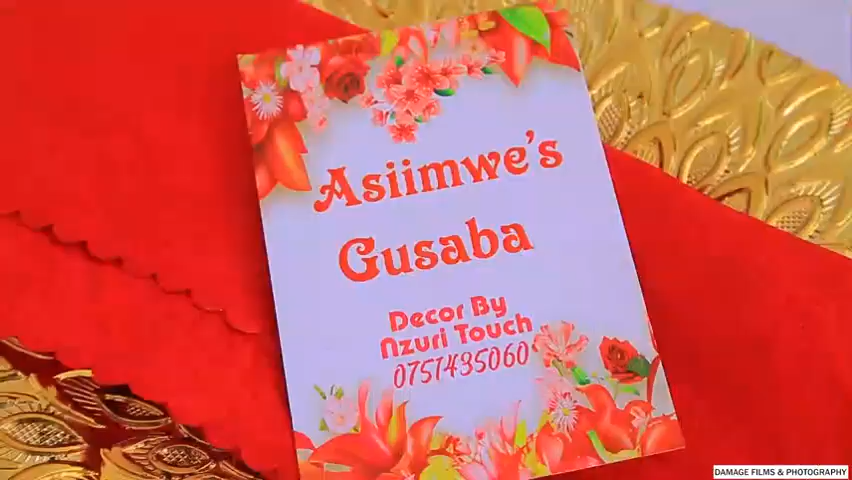 Asiimwe's
Gusaba
Decor By
Nzuri Touch
0751435060
DAMAGE FILMS & PHOTOGRAPHY